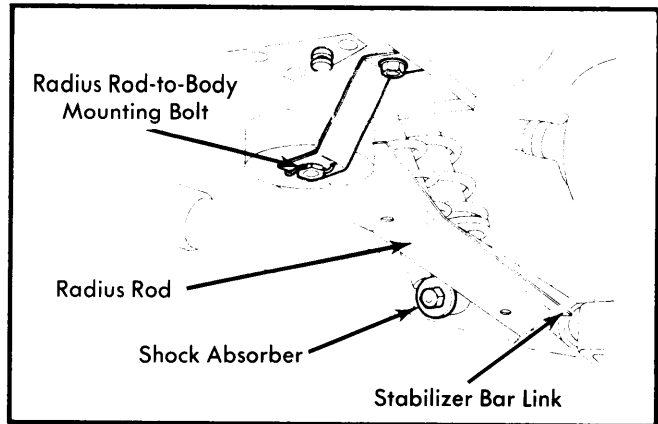 Radius Rod-to-Body
Mounting Bolt
Radius Rod
Shock Absorber
Stabilizer Bar Link